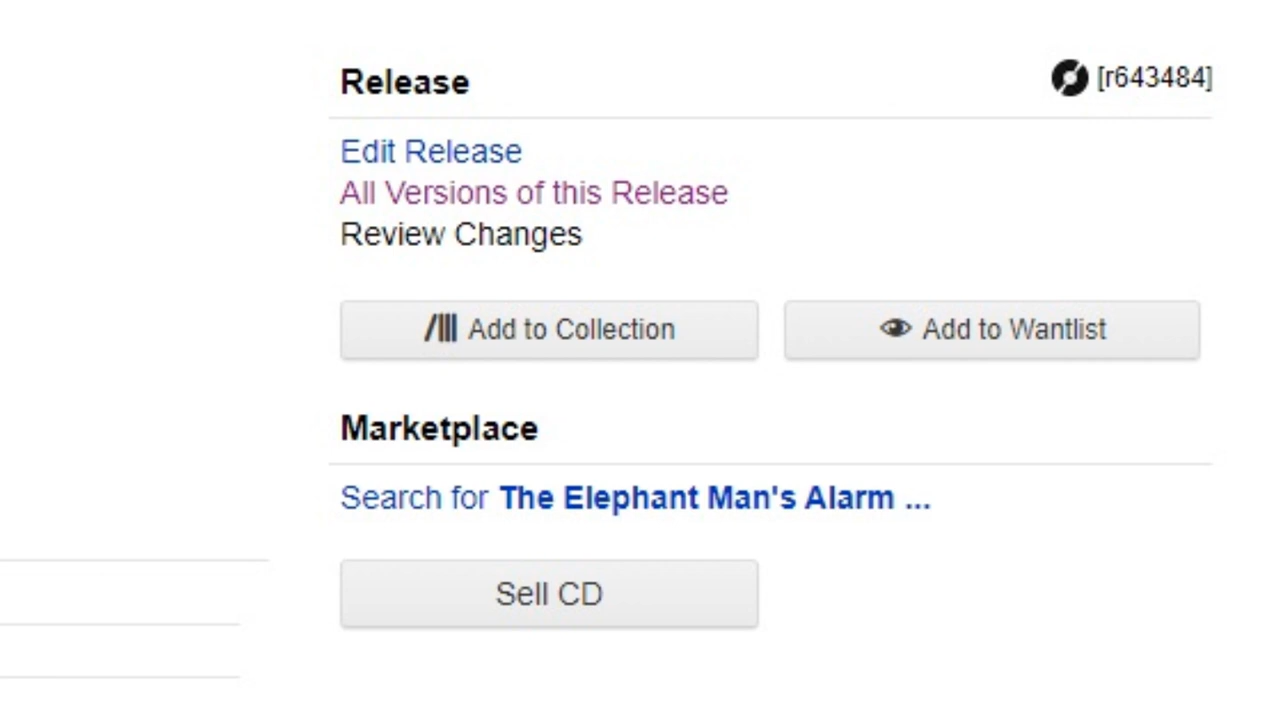 Release [r643484]
Edit Release
All Versions of this Release
Review Changes
Add to Collection Add to Wantlist
Marketplace
Search for The Elephant Man's Alarm ...
Sell CD